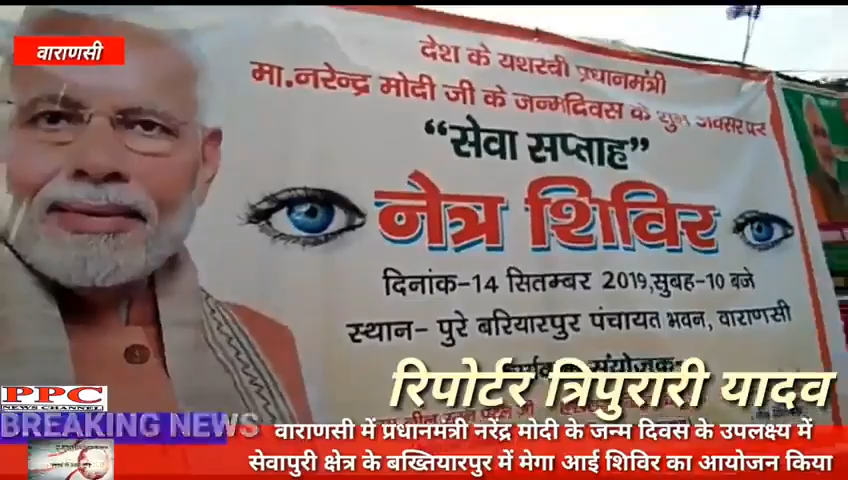 वाराणसी
देश के यशस्वी प्रधानमंत्री
मा.नरेन्द्र मोदी जी के जन्मदिवस के शुभ अवसर पर
“सेवा सप्ताह”
नेत्र शिविर
दिनांक-14 सितम्बर 2019,सुबह-10 बजे
स्थान- पुरे बरियारपुर पंचायत भवन, वाराणसी
संयोजक
रिपोर्टर त्रिपुरारी यादव
PPC
NEWS CHANNEL
BREAKING NEWS
वाराणसी में प्रधानमंत्री नरेंद्र मोदी के जन्म दिवस के उपलक्ष्य में
सेवापुरी क्षेत्र के बख्तियारपुर में मेगा आई शिविर का आयोजन किया